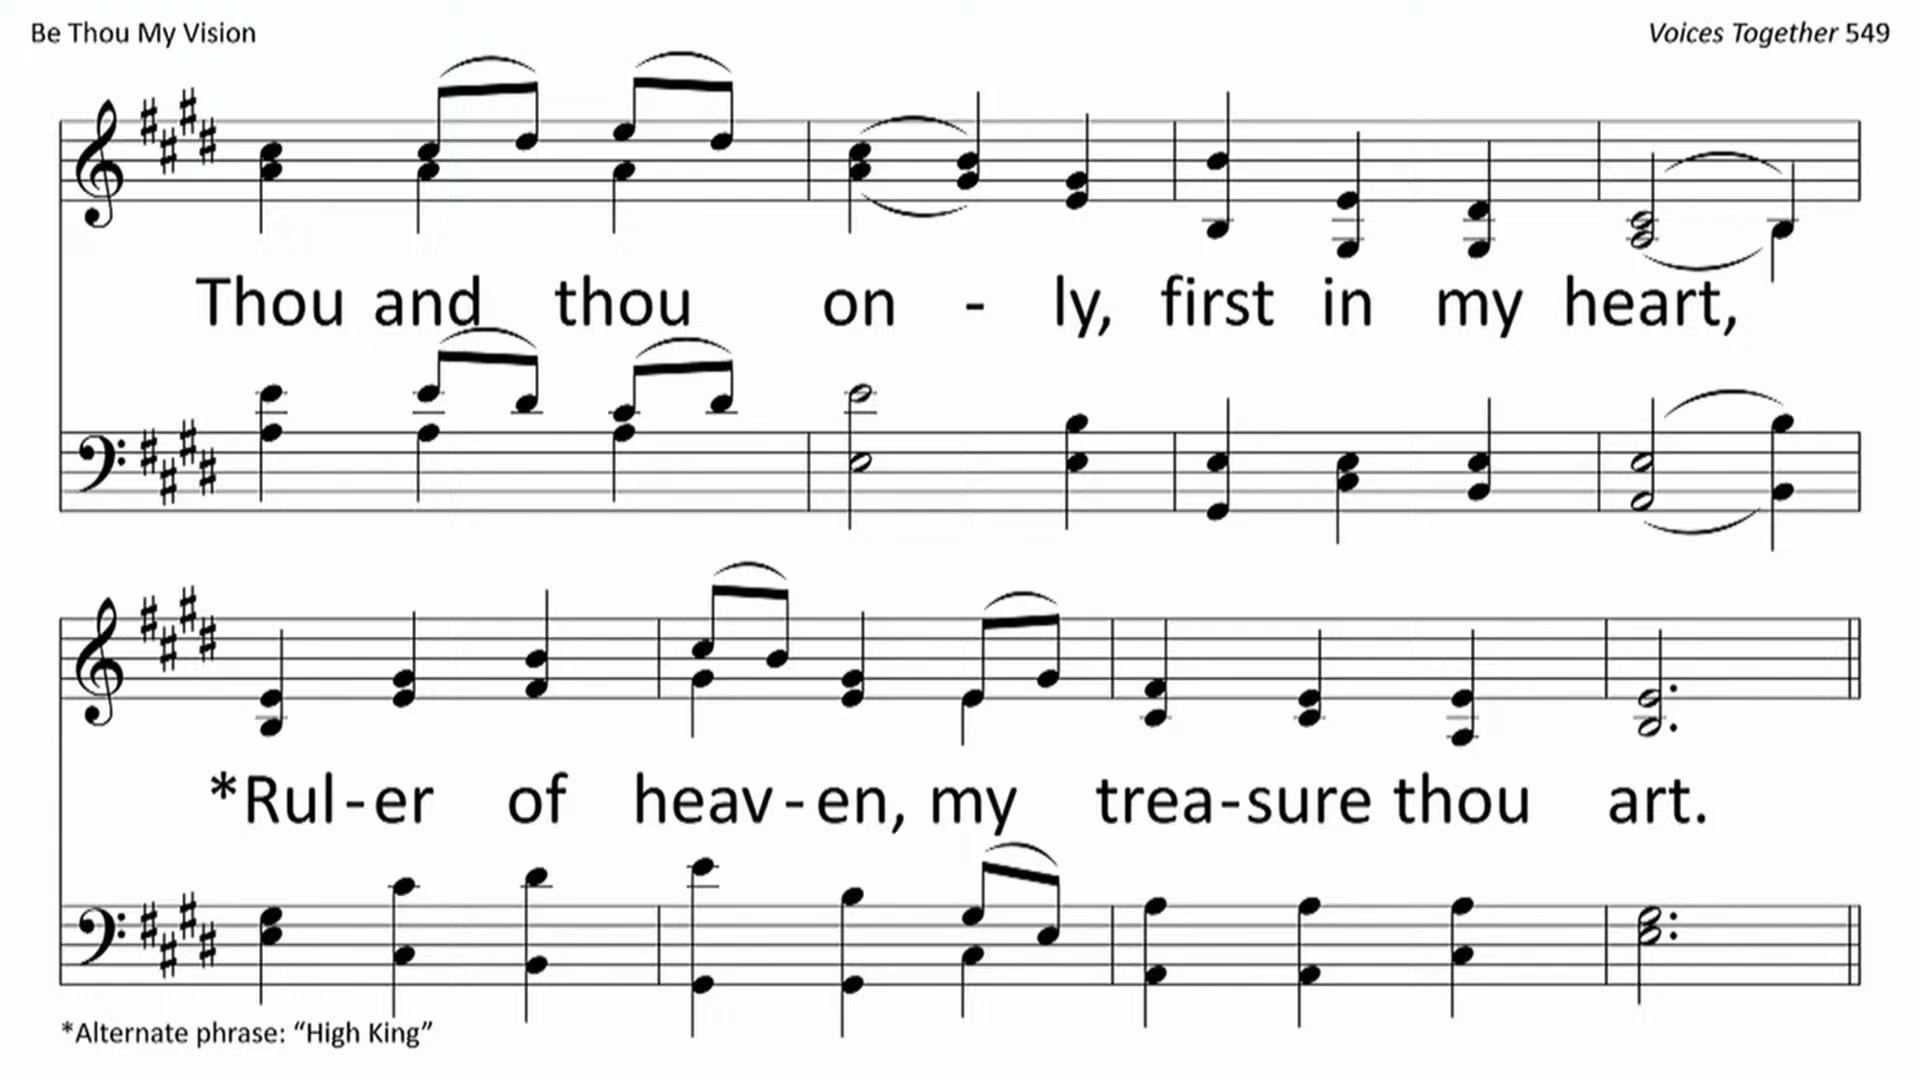 Be Thou My Vision
Voices Together 549
Thou and thou on - ly, first in my heart,
*Rul-er of heav-en, my trea-sure thou art.
*Alternate phrase: “High King”